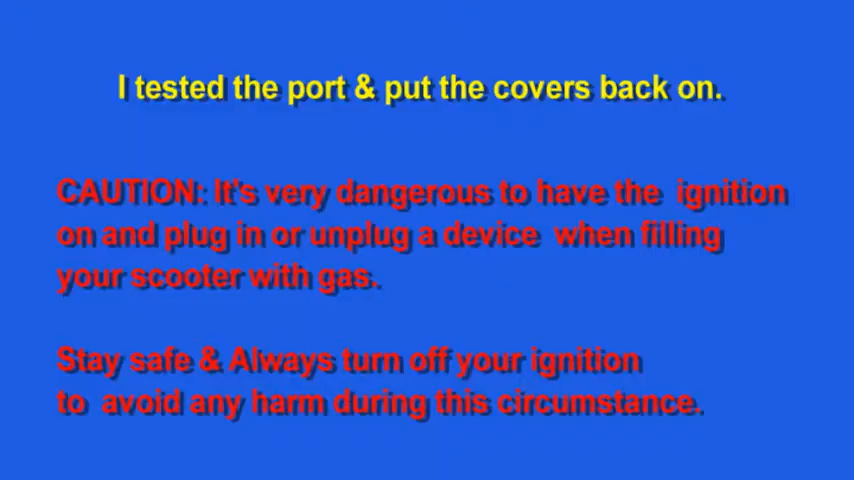 I tested the port & put the covers back on.
CAUTION: It's very dangerous to have the ignition
on and plug in or unplug a device when filling
your scooter with gas.
Stay safe & Always turn off your ignition
to avoid any harm during this circumstance.